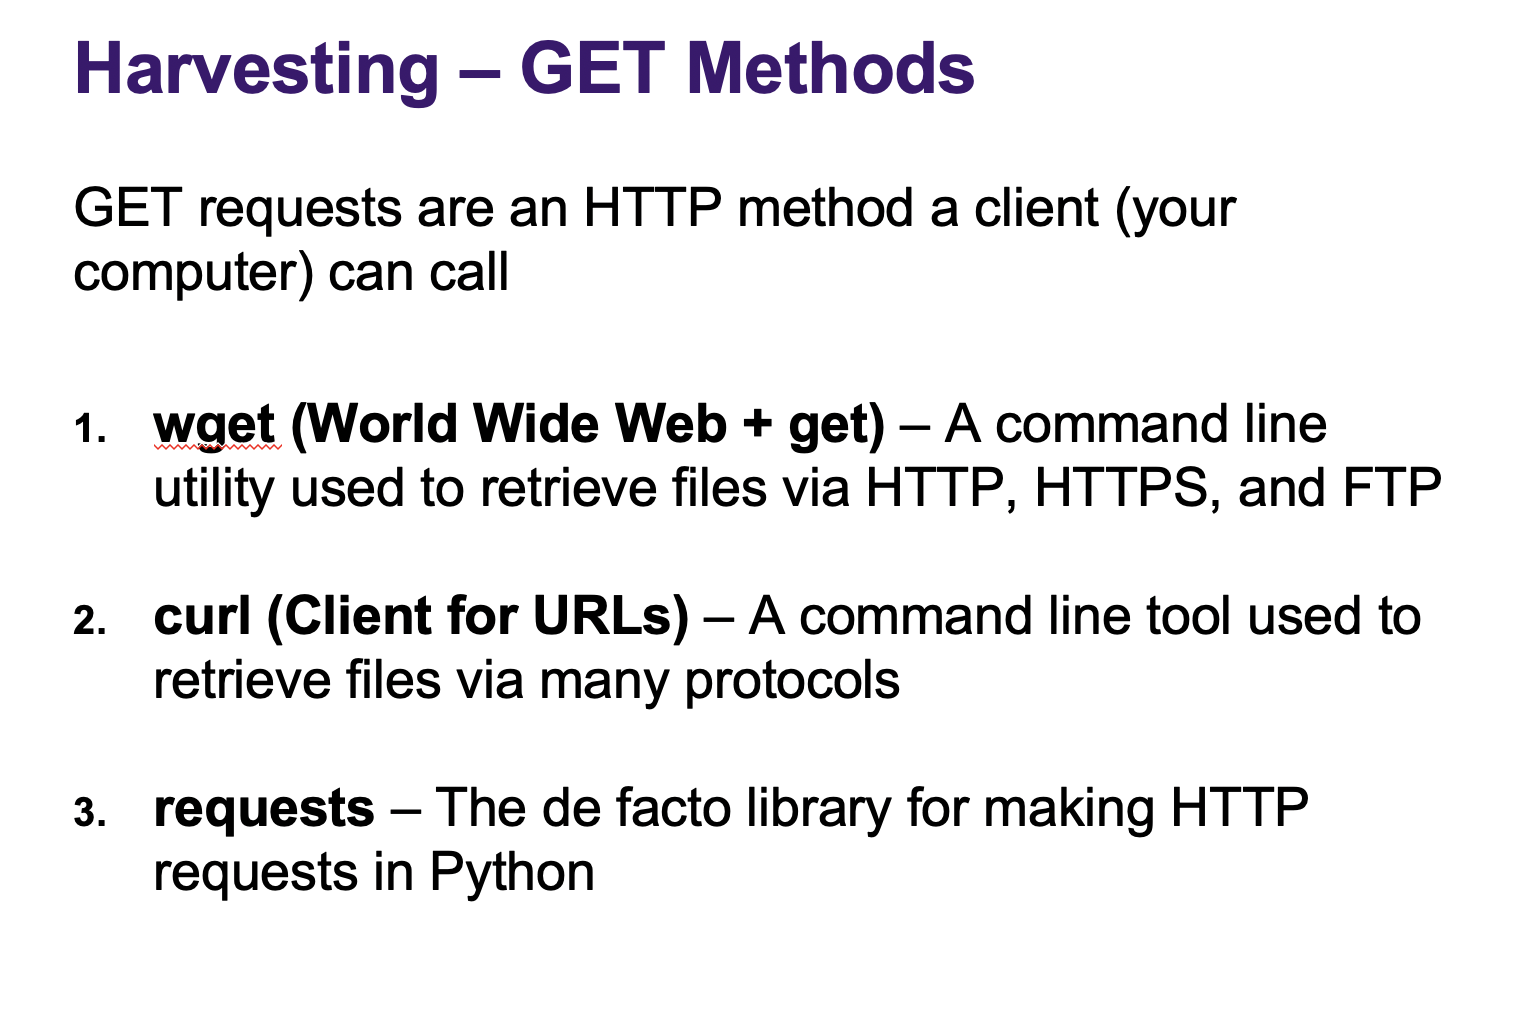 Harvesting – GET Methods
GET requests are an HTTP method a client (your
computer) can call
1. wget (World Wide Web + get) – A command line
utility used to retrieve files via HTTP, HTTPS, and FTP
2. curl (Client for URLs) – A command line tool used to
retrieve files via many protocols
3. requests – The de facto library for making HTTP
requests in Python